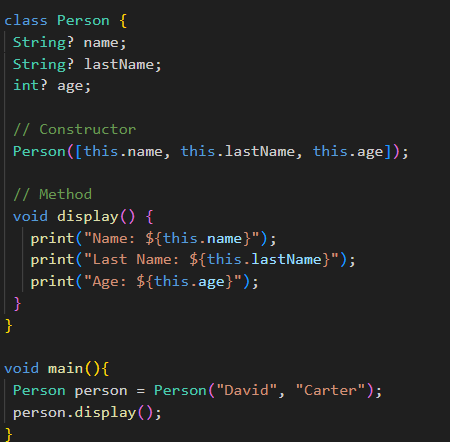 class Person {
String? name;
String? lastName;
int? age;
// Constructor
Person([this.name, this.lastName, this.age]);
// Method
void display() {
print("Name: ${this.name}");
print("Last Name: ${this.lastName}");
print("Age: ${this.age}");
}
}
void main(){
Person person = Person("David", "Carter");
person.display();
}